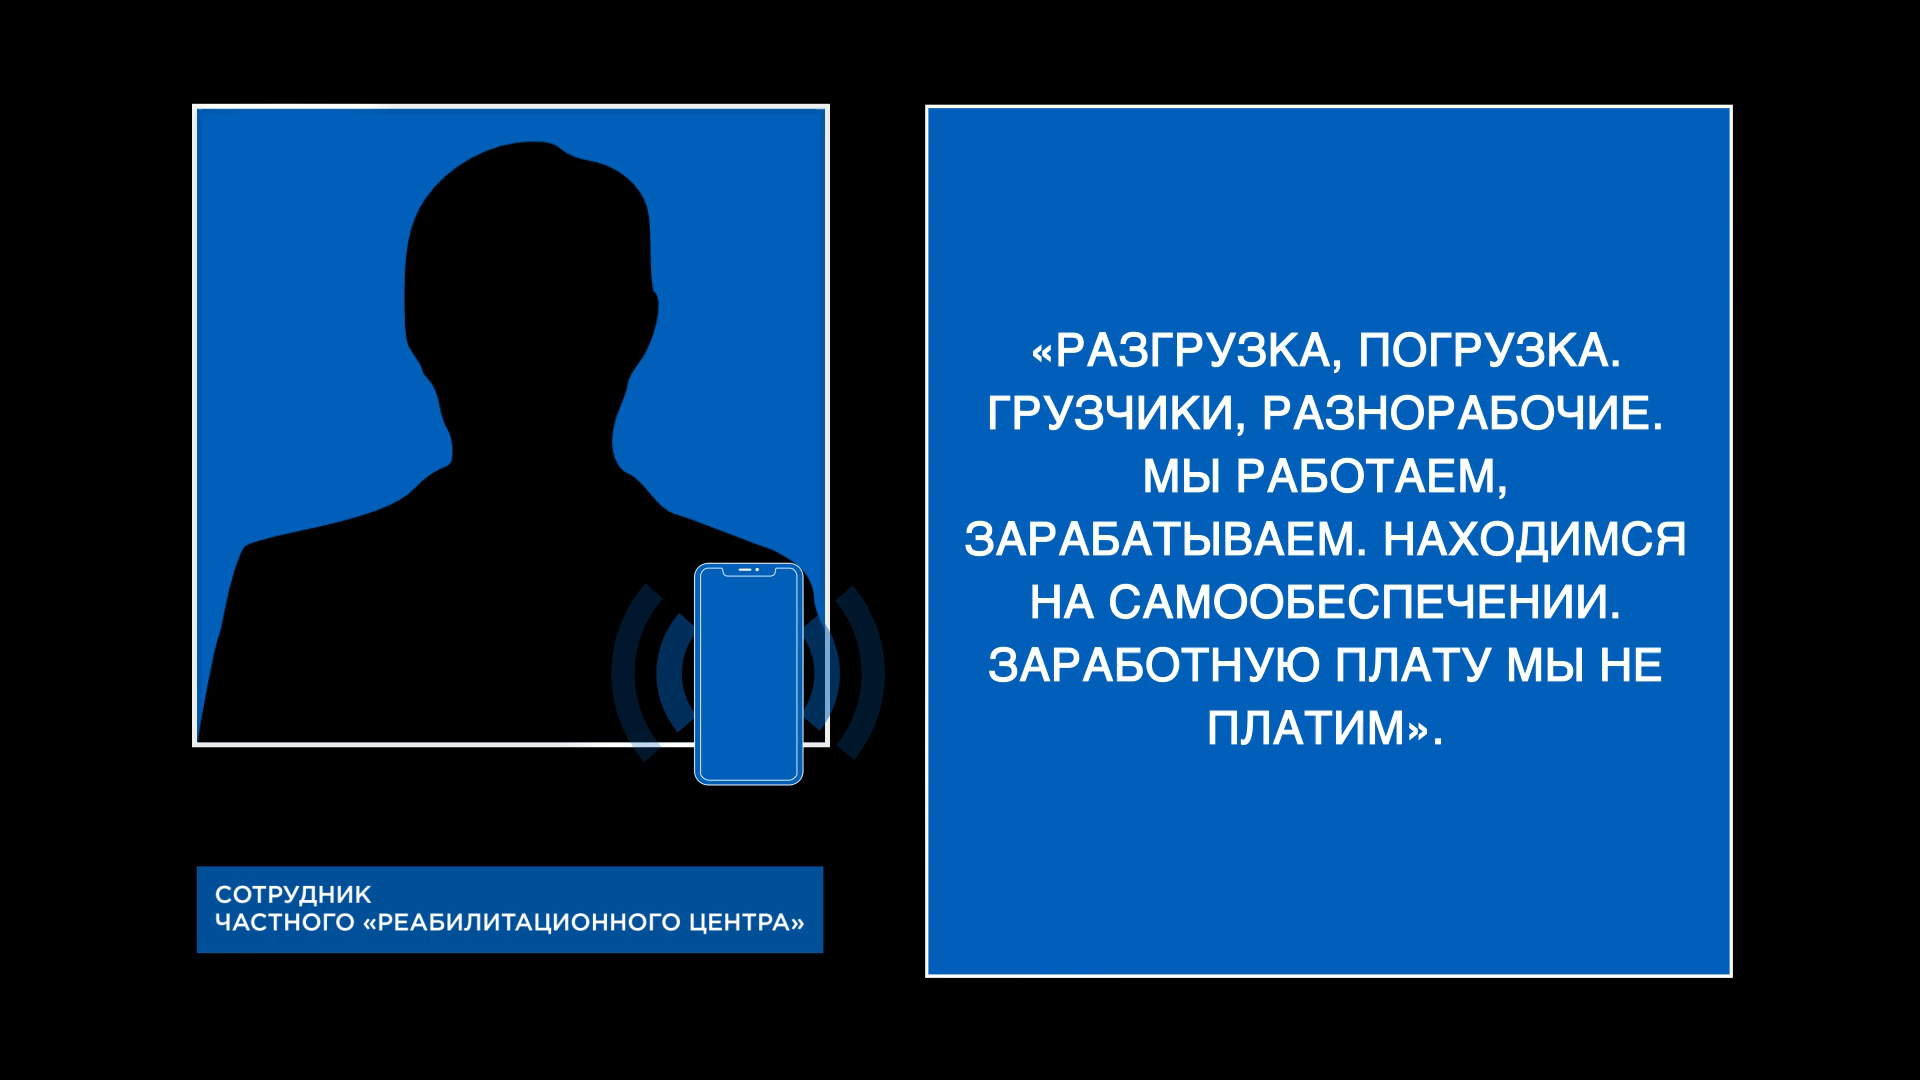 «РАЗГРУЗКА, ПОГРУЗКА.
ГРУЗЧИКИ, РАЗНОРАБОЧИЕ.
МЫ РАБОТАЕМ,
ЗАРАБАТЫВАЕМ. НАХОДИМСЯ
НА САМООБЕСПЕЧЕНИИ.
ЗАРАБОТНУЮ ПЛАТУ МЫ НЕ
ПЛАТИМ».
СОТРУДНИК
ЧАСТНОГО «РЕАБИЛИТАЦИОННОГО ЦЕНТРА»